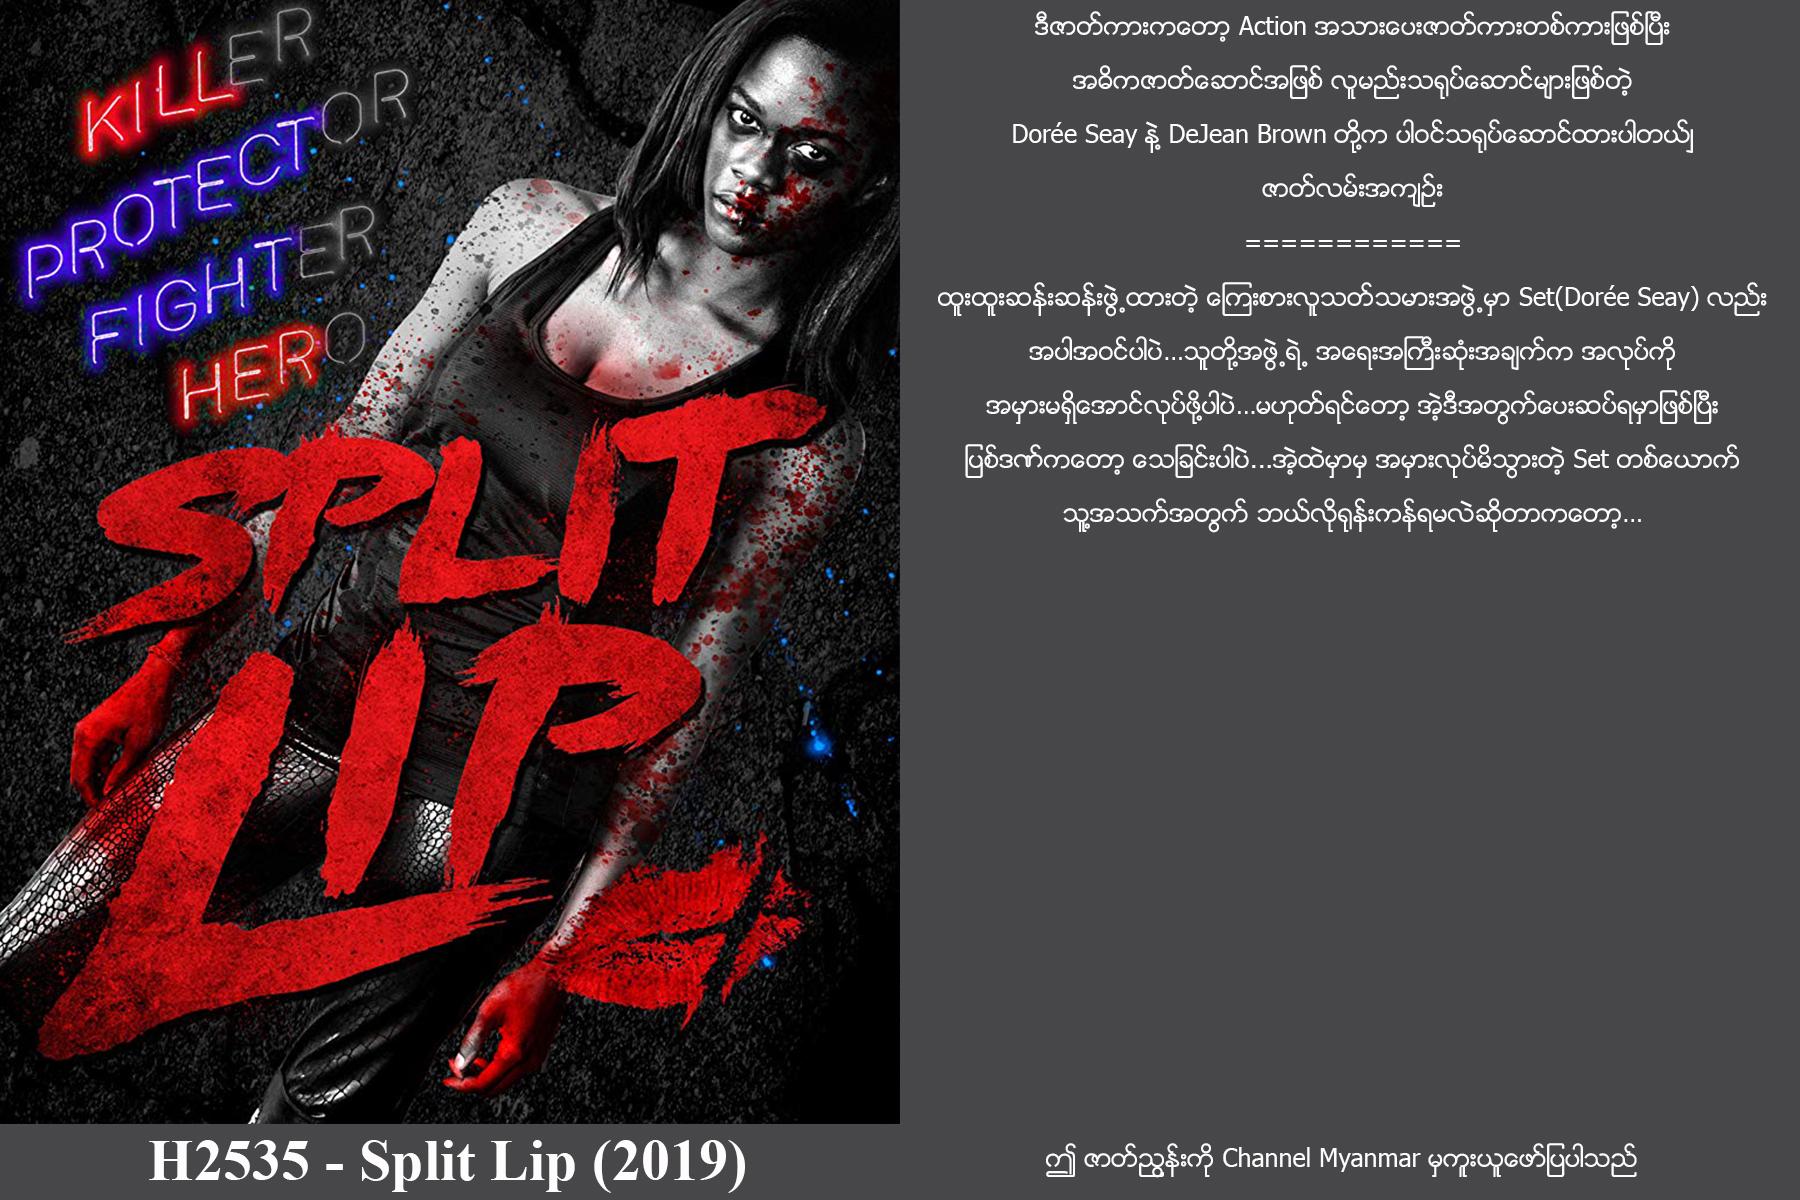 KILLER
PROTECTOR
FIGHTER
HERO
SPLIT
LIP
H2535 - Split Lip (2019)
ဒီဇာတ်ကားကတော့ Action အသားပေးဇာတ်ကားတစ်ကားဖြစ်ပြီး
အဓိကဇာတ်ဆောင်အဖြစ် လူမည်းသရုပ်ဆောင်များဖြစ်တဲ့
Dorée Seay နဲ့ DeJean Brown တို့က ပါဝင်သရုပ်ဆောင်ထားပါတယ်၊
ဇာတ်လမ်းအကျဉ်း
============
ထူးထူးဆန်းဆန်းဖွဲ့ထားတဲ့ ကြေးစားလူသတ်သမားအဖွဲ့မှာ Set(Dorée Seay) လည်း
အပါအဝင်ပါပဲ...သူတို့အဖွဲ့ရဲ့ အရေးအကြီးဆုံးအချက်က အလုပ်ကို
အမှားမရှိအောင်လုပ်ဖို့ပါပဲ...မဟုတ်ရင်တော့ အဲ့ဒီအတွက်ပေးဆပ်ရမှာဖြစ်ပြီး
ပြစ်ဒဏ်ကတော့ သေခြင်းပါပဲ...အဲ့ထဲမှာမှ အမှားလုပ်မိသွားတဲ့ Set တစ်ယောက်
သူ့အသက်အတွက် ဘယ်လိုရုန်းကန်ရမလဲဆိုတာကတော့...
ဤ ဇာတ်ညွှန်းကို Channel Myanmar မှကူးယူဖော်ပြပါသည်